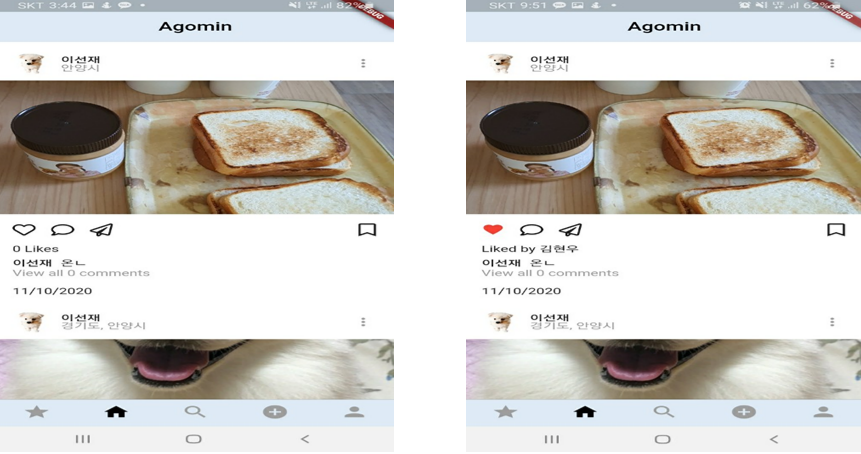 SKT 3:44
82%
DEBUG
Agomin
이선재
안양시
0 Likes
이선재 온ㄴ
View all 0 comments
11/10/2020
이선재
경기도, 안양시
SKT 9:51
62%
DEBUG
Agomin
이선재
안양시
Liked by 김현우
이선재 온ㄴ
View all 0 comments
11/10/2020
이선재
경기도, 안양시